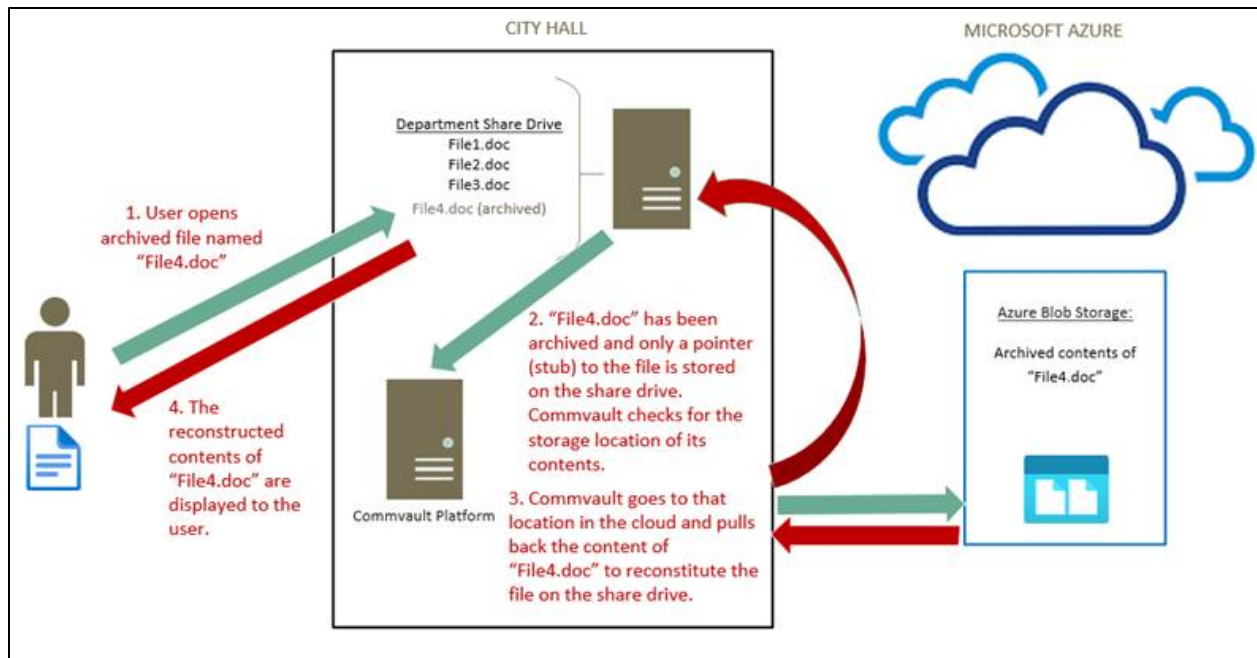 CITY HALL
MICROSOFT AZURE
Department Share Drive
File1.doc
File2.doc
File3.doc
File4.doc (archived)
1. User opens
archived file named
“File4.doc”
2. “File4.doc” has been
archived and only a pointer
(stub) to the file is stored
on the share drive.
Commvault checks for the
storage location of its
contents.
Azure Blob Storage:
Archived contents of
“File4.doc”
4. The
reconstructed
contents of
“File4.doc” are
displayed to the
user.
Commvault Platform
3. Commvault goes to that
location in the cloud and pulls
back the content of
“File4.doc” to reconstitute the
file on the share drive.